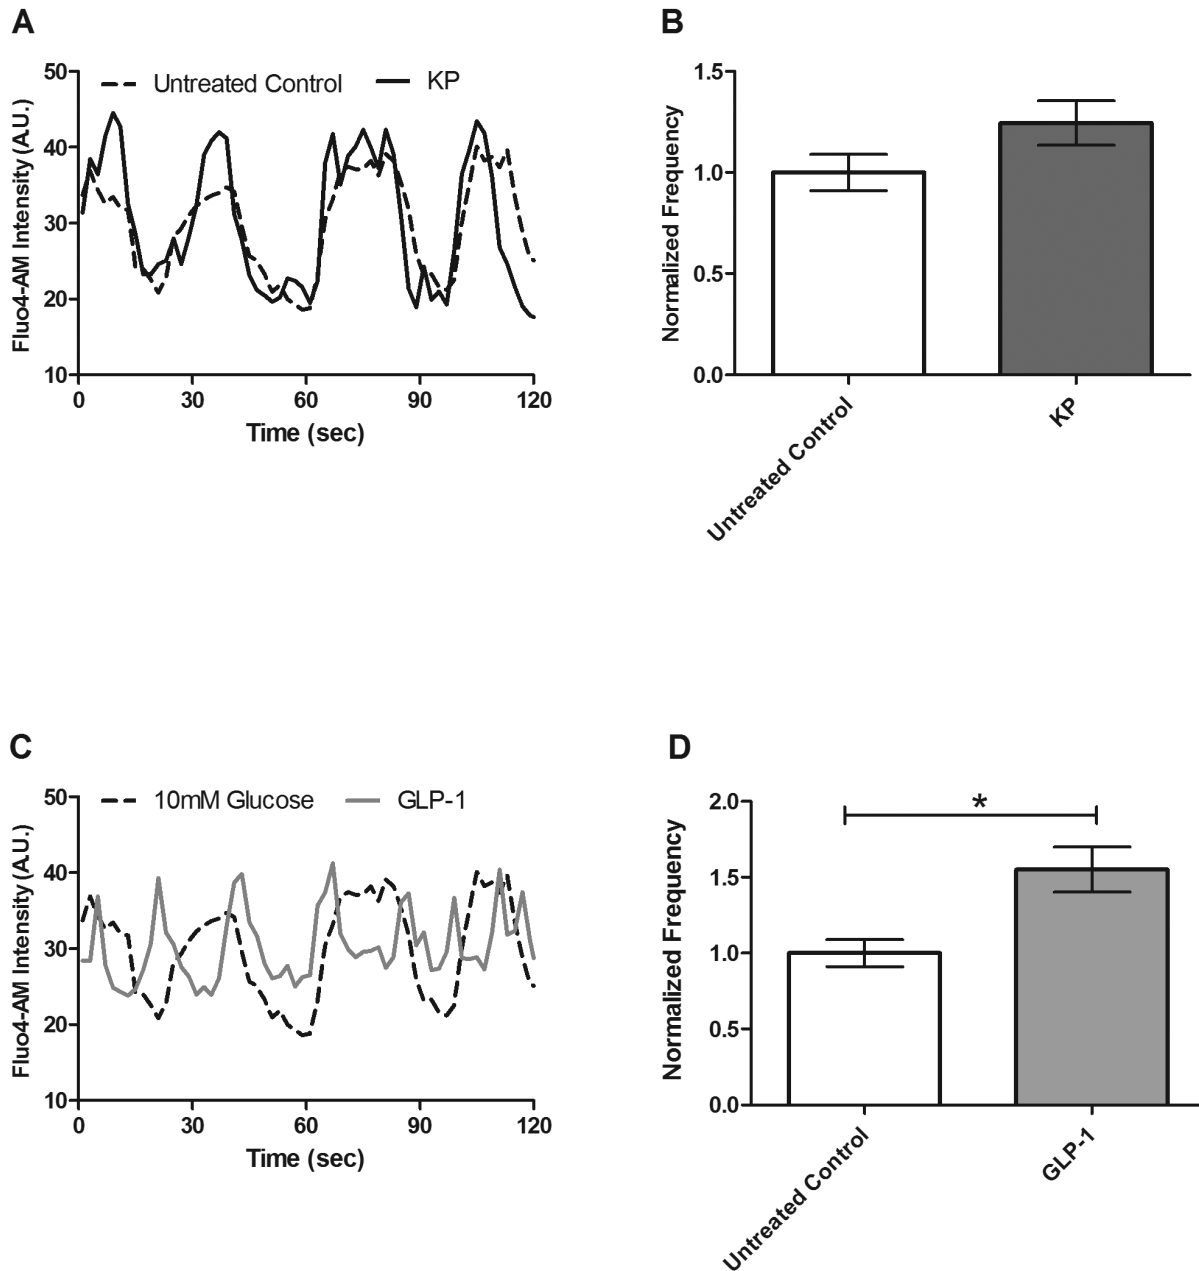 A
Untreated Control
KP
Fluo4-AM Intensity (A.U.)
50
40
30
20
10
0
30
60
90
120
Time (sec)
B
Normalized Frequency
1.5
1.0
0.5
0.0
Untreated Control
KP
C
10mM Glucose
GLP-1
Fluo4-AM Intensity (A.U.)
50
40
30
20
10
0
30
60
90
120
Time (sec)
D
*
Normalized Frequency
2.0
1.5
1.0
0.5
0.0
Untreated Control
GLP-1